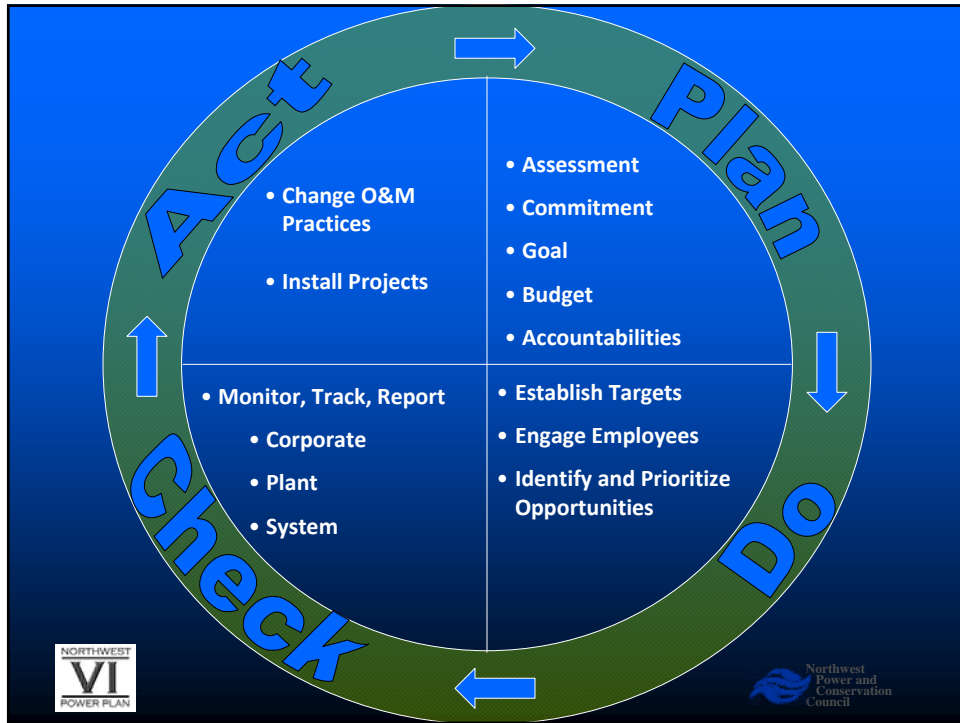 Act
Plan
• Change O&M
Practices
• Install Projects
• Assessment
• Commitment
• Goal
• Budget
• Accountabilities
• Monitor, Track, Report
• Corporate
• Plant
• System
• Establish Targets
• Engage Employees
• Identify and Prioritize
Opportunities
Check
Do
NORTHWEST
VI
POWER PLAN
Northwest
Power and
Conservation
Council